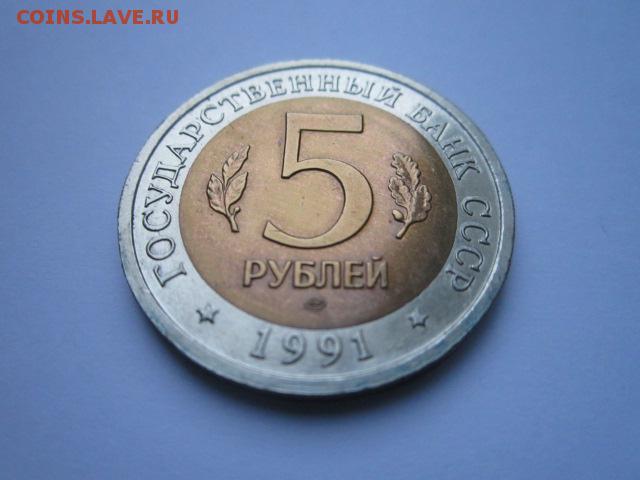 COINS.LAVE.RU
ГОСУДАРСТВЕННЫЙ БАНК СССР
5
РУБЛЕЙ
1991